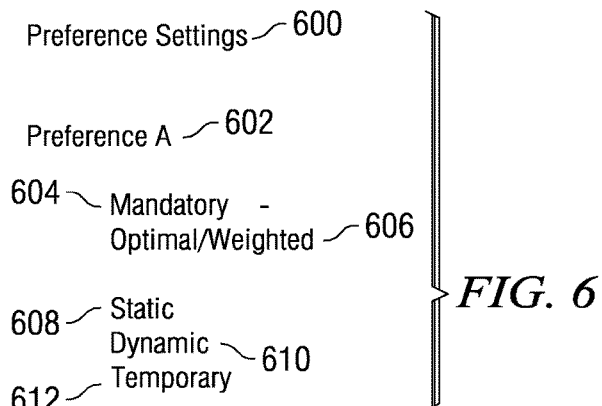 Preference Settings 600
Preference A 602
604 Mandatory -
Optimal/Weighted 606
FIG. 6
608 Static
Dynamic 610
612 Temporary